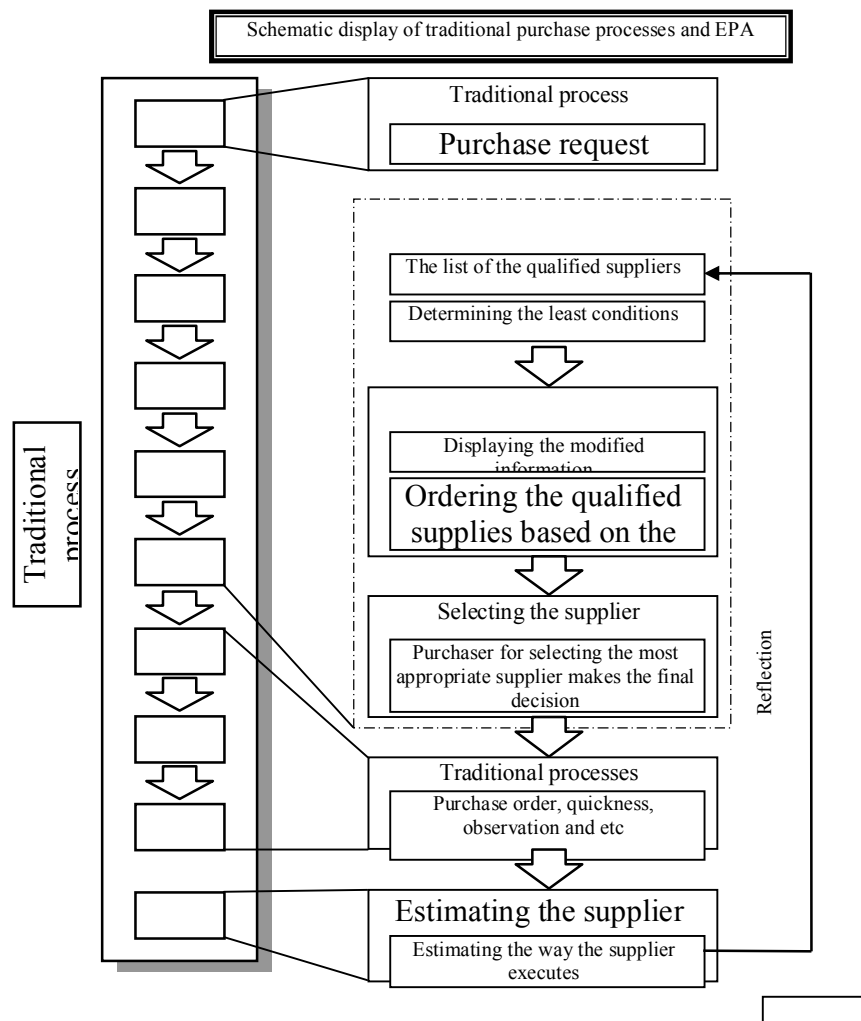 Schematic display of traditional purchase processes and EPA
Traditional process
Purchase request
The list of the qualified suppliers
Determining the least conditions
Displaying the modified
information
Ordering the qualified
supplies based on the
Selecting the supplier
Purchaser for selecting the most
appropriate supplier makes the final
decision
Traditional processes
Purchase order, quickness,
observation and etc
Estimating the supplier
Estimating the way the supplier
executes
Traditional
process
Reflection